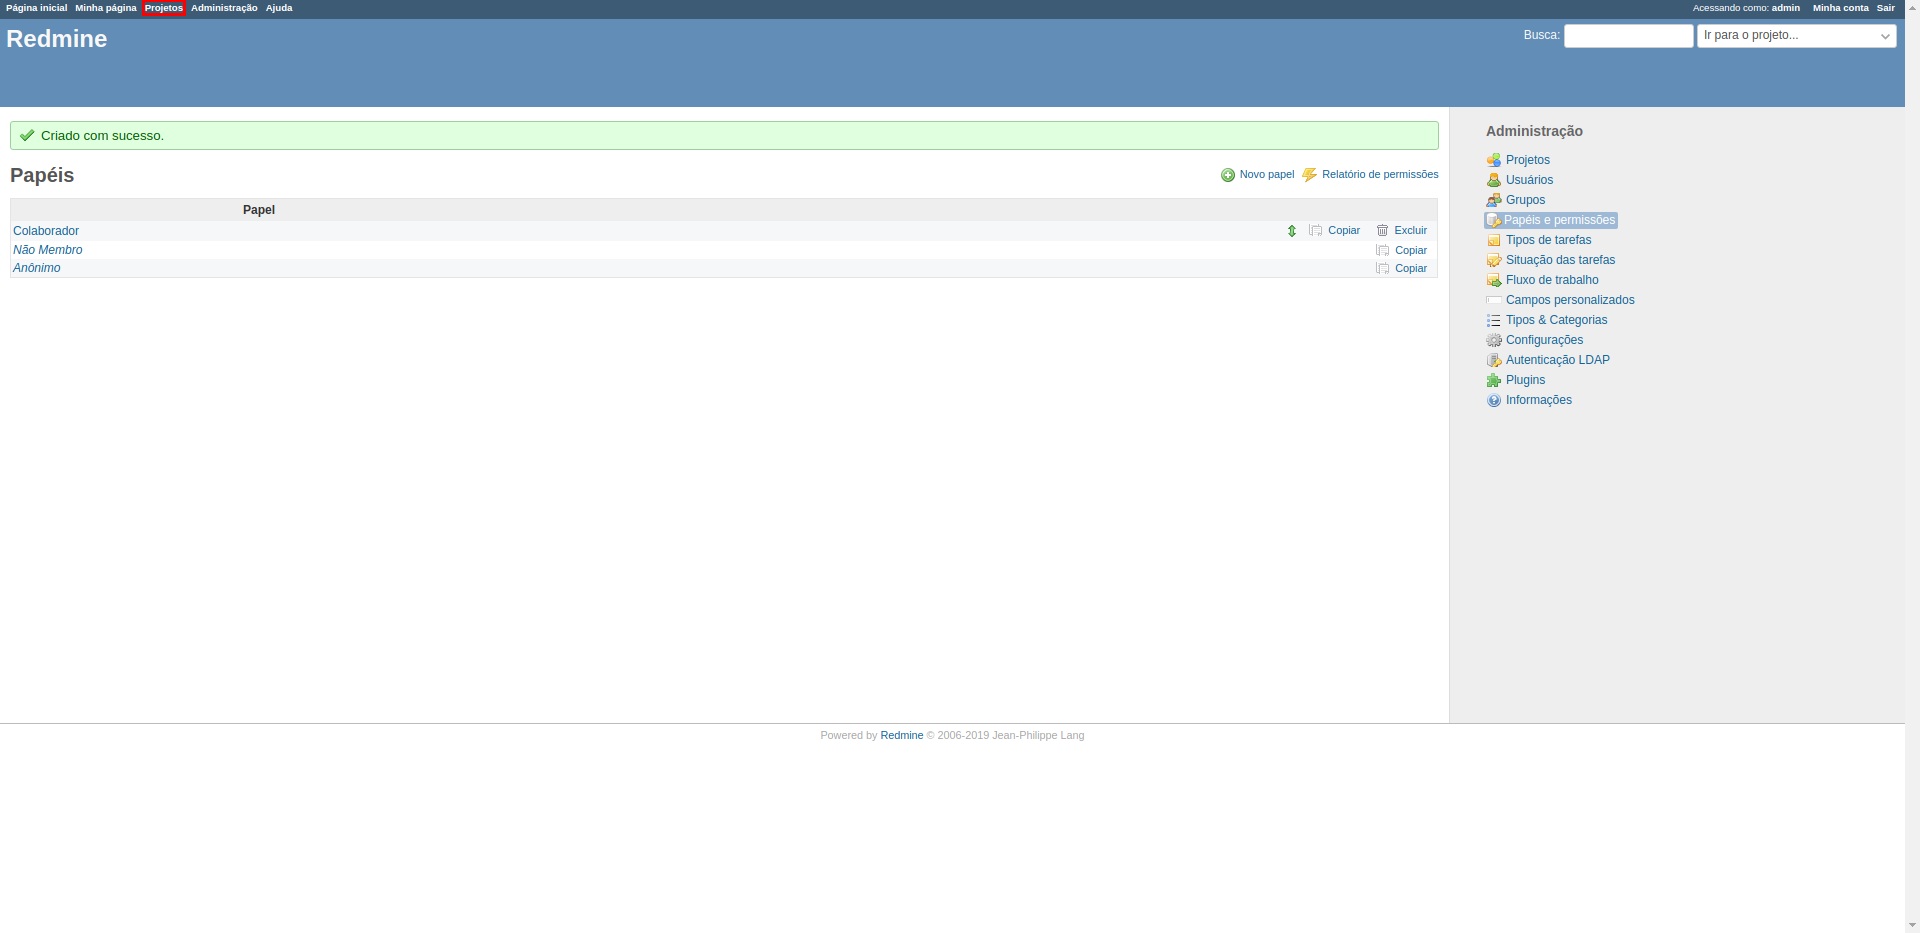 Página inicial Minha página Projetos Administração Ajuda Acessando como: admin Minha conta Sair
Redmine Busca: Ir para o projeto...
Criado com sucesso.
Papéis Novo papel Relatório de permissões
Papel
Colaborador Copiar Excluir
Não Membro Copiar
Anônimo Copiar
Administração
Projetos
Usuários
Grupos
Papéis e permissões
Tipos de tarefas
Situação das tarefas
Fluxo de trabalho
Campos personalizados
Tipos & Categorias
Configurações
Autenticação LDAP
Plugins
Informações
Powered by Redmine © 2006-2019 Jean-Philippe Lang